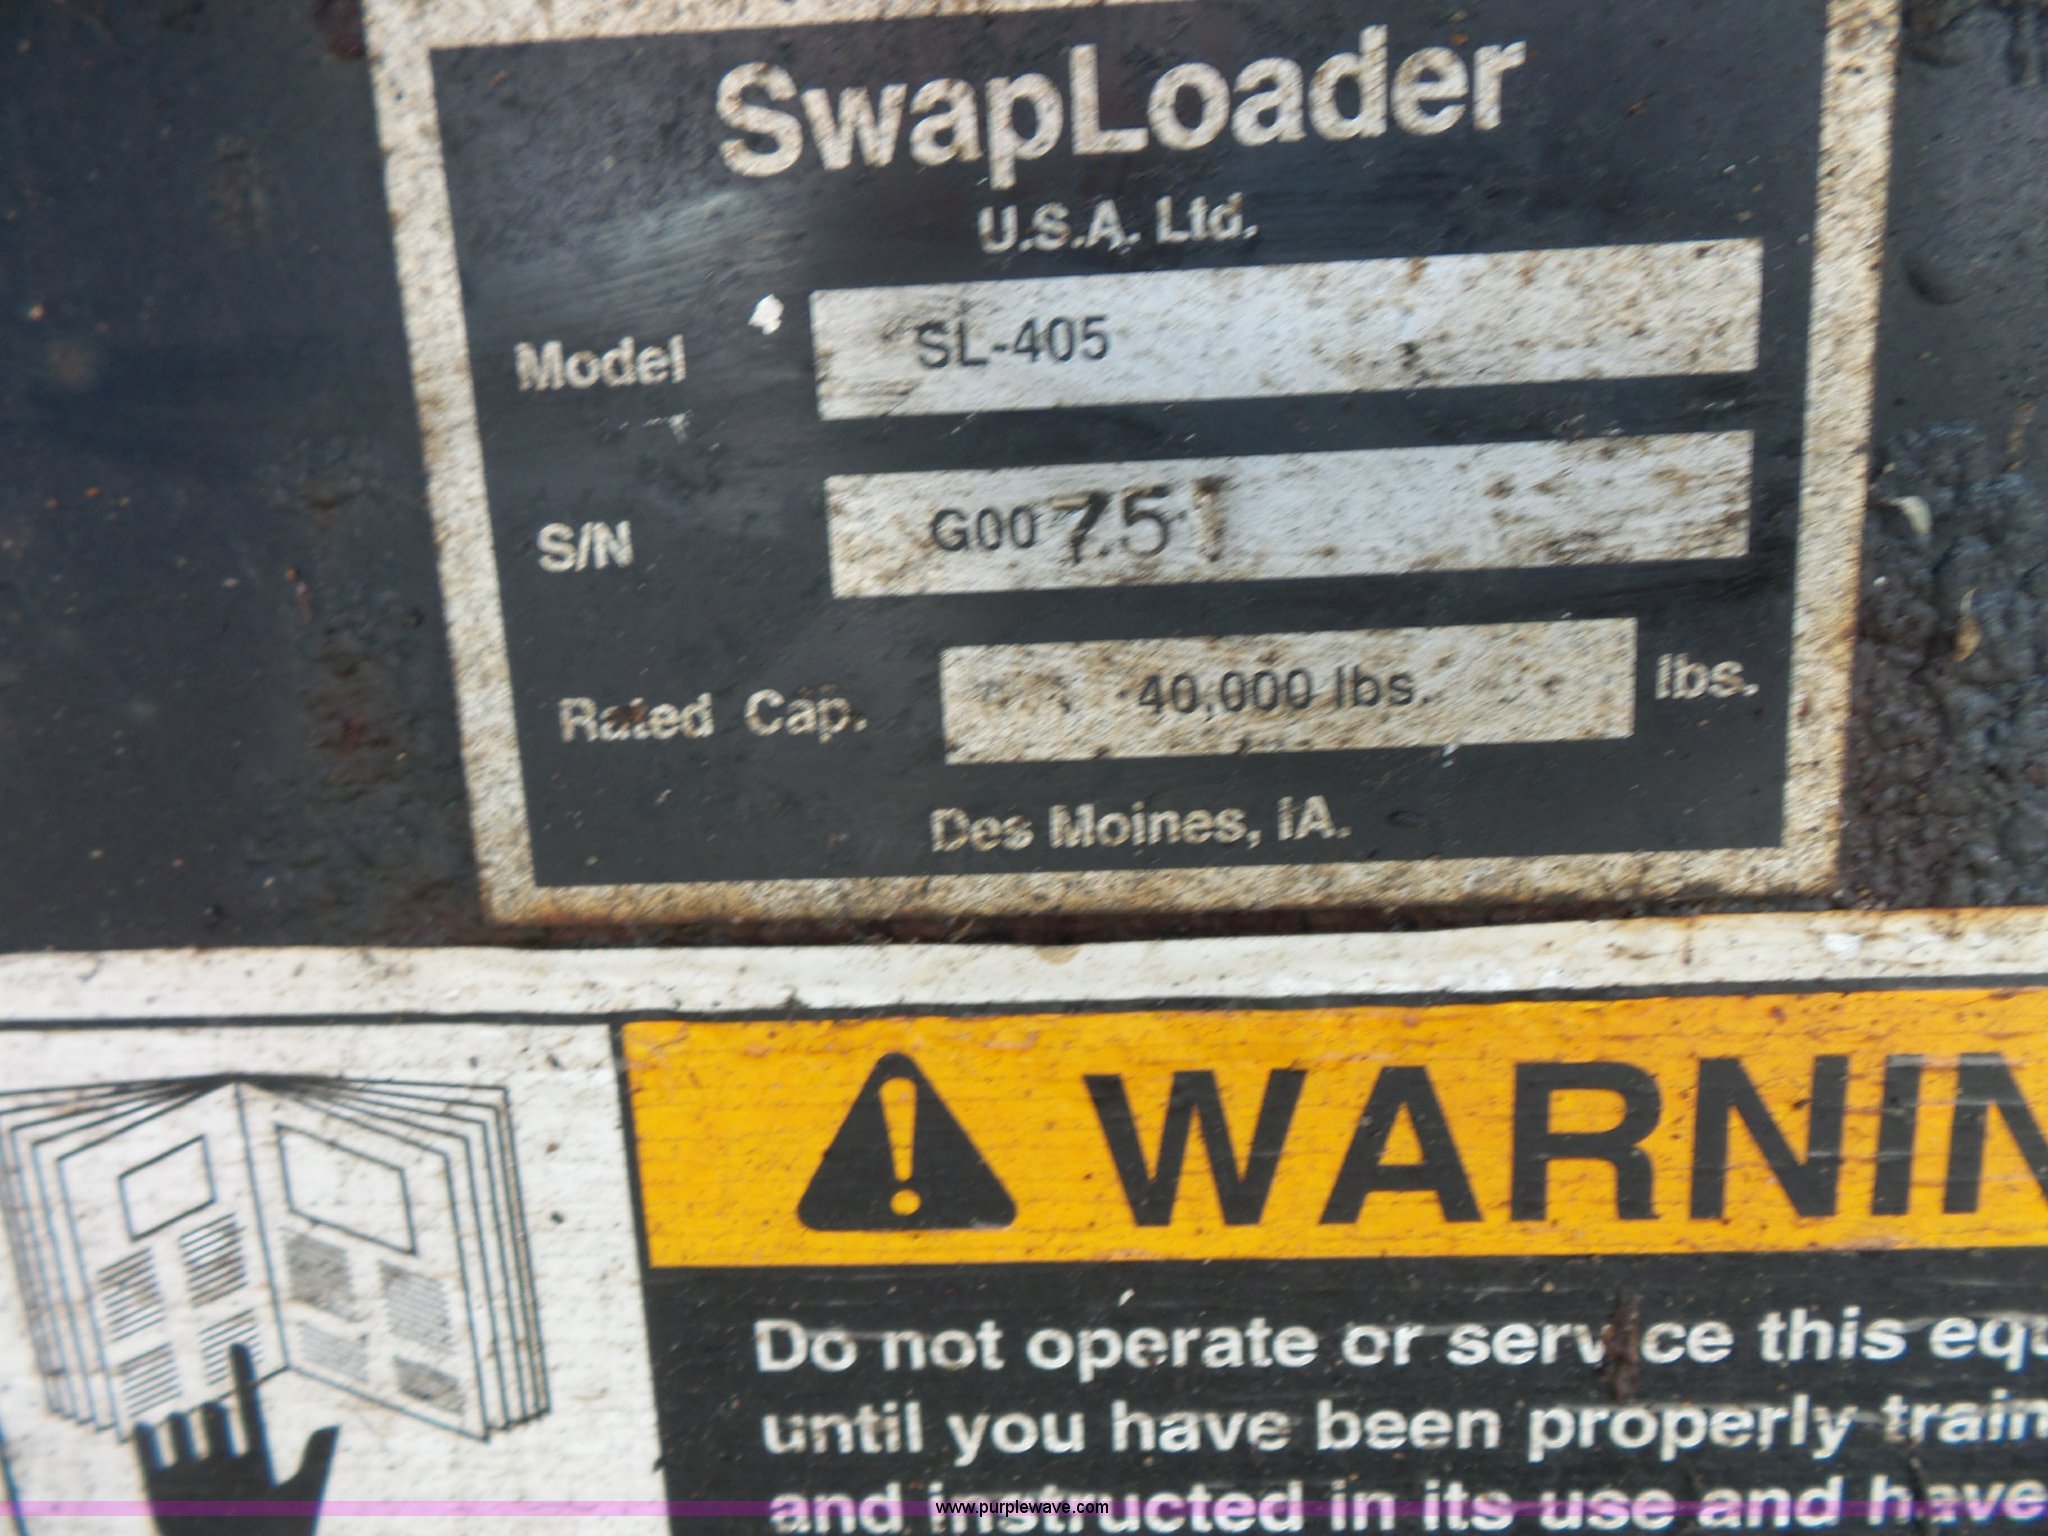 SwapLoader
U.S.A. Ltd.
Model SL-405
S/N G00751
Rated Cap. 40,000 lbs. lbs.
Des Moines, IA.
WARNIN
Do not operate or service this equ
until you have been properly train
and instructed in its use and have
www.purplewave.com